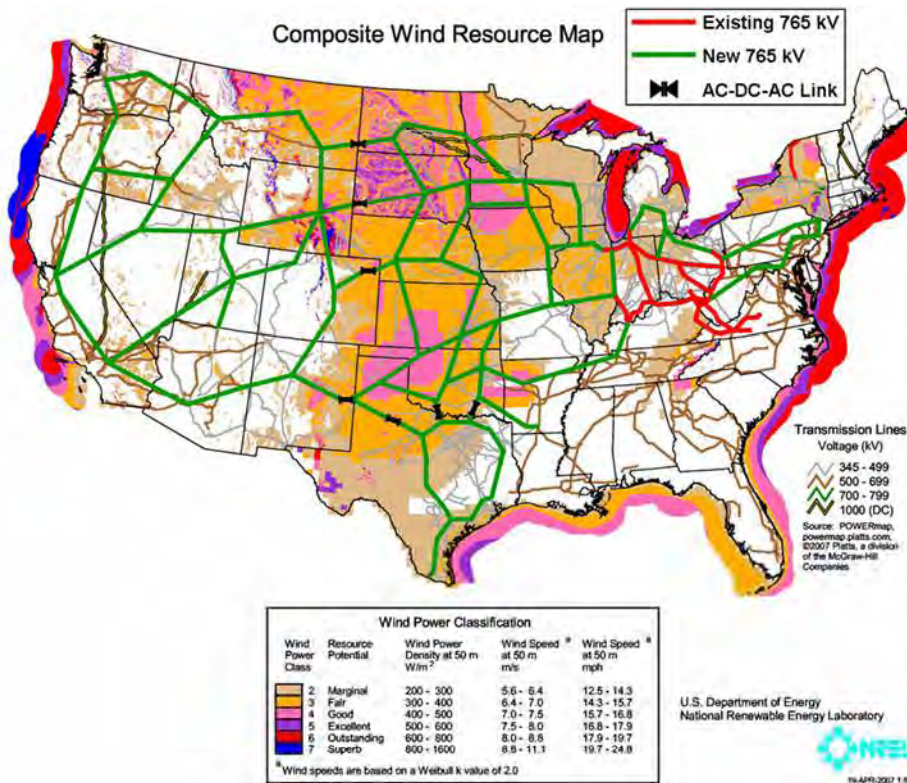 Composite Wind Resource Map
Existing 765 kV
New 765 kV
AC-DC-AC Link
Transmission Lines
Voltage (kV)
345 - 499
500 - 699
700 - 799
1000 (DC)
Source: POWERmap,
powermap.platts.com,
©2007 Platts, a division
of the McGraw-Hill
Companies
Wind Power Classification
Wind Power Class Resource Potential Wind Power Density at 50 m W/m2 Wind Speed a at 50 m m/s Wind Speed a at 50 m mph
2 Marginal 200 - 300 5.6 - 6.4 12.5 - 14.3
3 Fair 300 - 400 6.4 - 7.0 14.3 - 15.7
4 Good 400 - 500 7.0 - 7.5 15.7 - 16.8
5 Excellent 500 - 600 7.5 - 8.0 16.8 - 17.9
6 Outstanding 600 - 800 8.0 - 8.8 17.9 - 19.7
7 Superb 800 - 1600 8.8 - 11.1 19.7 - 24.8
a Wind speeds are based on a Weibull k value of 2.0
U.S. Department of Energy
National Renewable Energy Laboratory
NREL